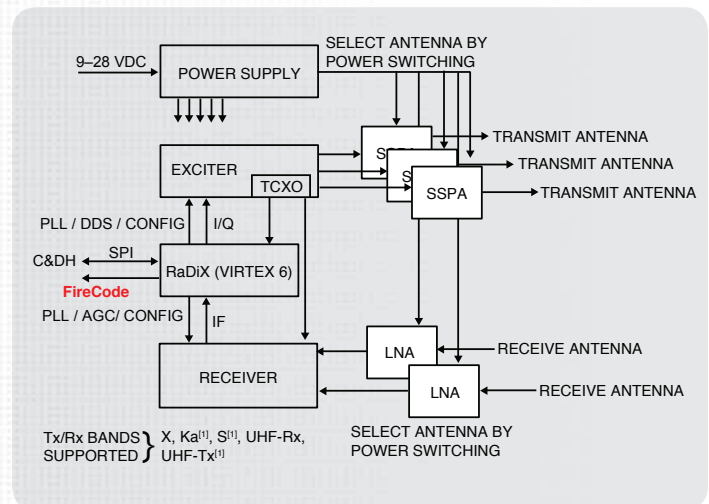 SELECT ANTENNA BY
POWER SWITCHING
9–28 VDC
POWER SUPPLY
TRANSMIT ANTENNA
EXCITER
TRANSMIT ANTENNA
TCXO
SSPA
TRANSMIT ANTENNA
PLL / DDS / CONFIG
I/Q
C&DH
SPI
RaDiX (VIRTEX 6)
FireCode
PLL / AGC/ CONFIG
IF
LNA
RECEIVE ANTENNA
RECEIVER
LNA
RECEIVE ANTENNA
Tx/Rx BANDS
SUPPORTED
X, Ka[1], S[1], UHF-Rx,
UHF-Tx[1]
SELECT ANTENNA BY
POWER SWITCHING